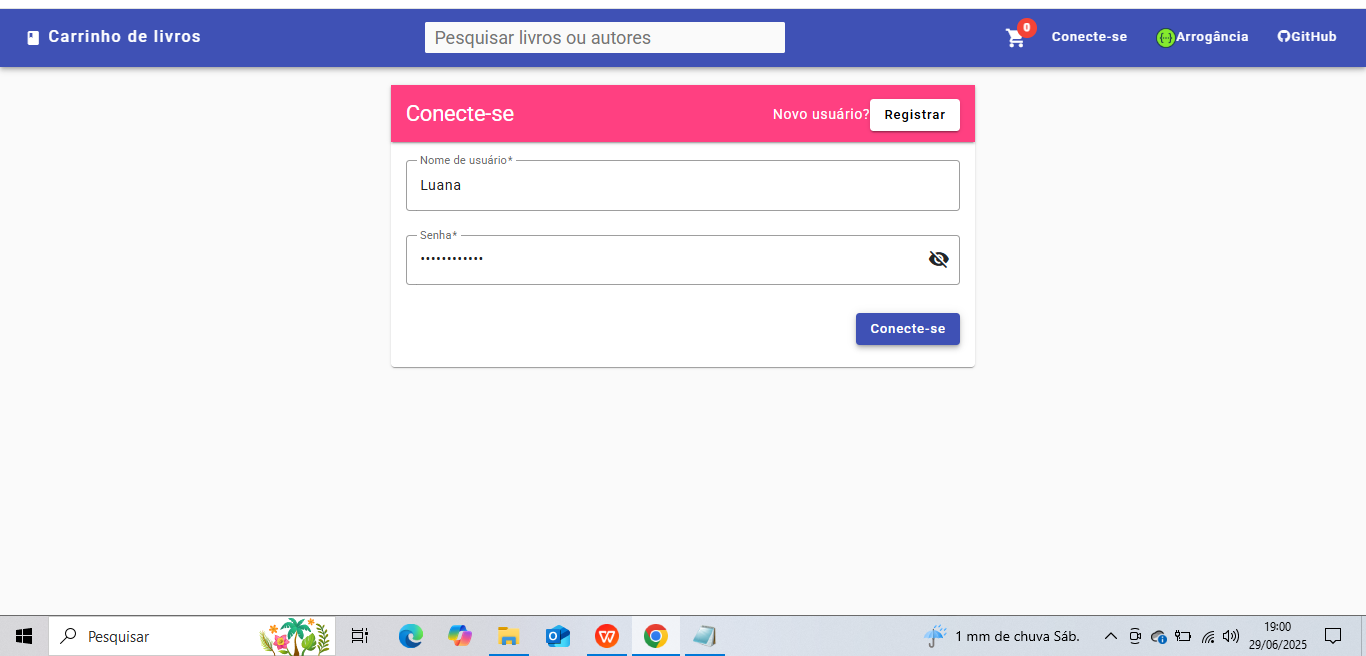 Carrinho de livros
Pesquisar livros ou autores
0
Conecte-se
{··}Arrogância
GitHub
Conecte-se
Novo usuário?
Registrar
Nome de usuário*
Luana
Senha*
••••••••••••
Conecte-se
Pesquisar
1 mm de chuva Sáb.
19:00
29/06/2025